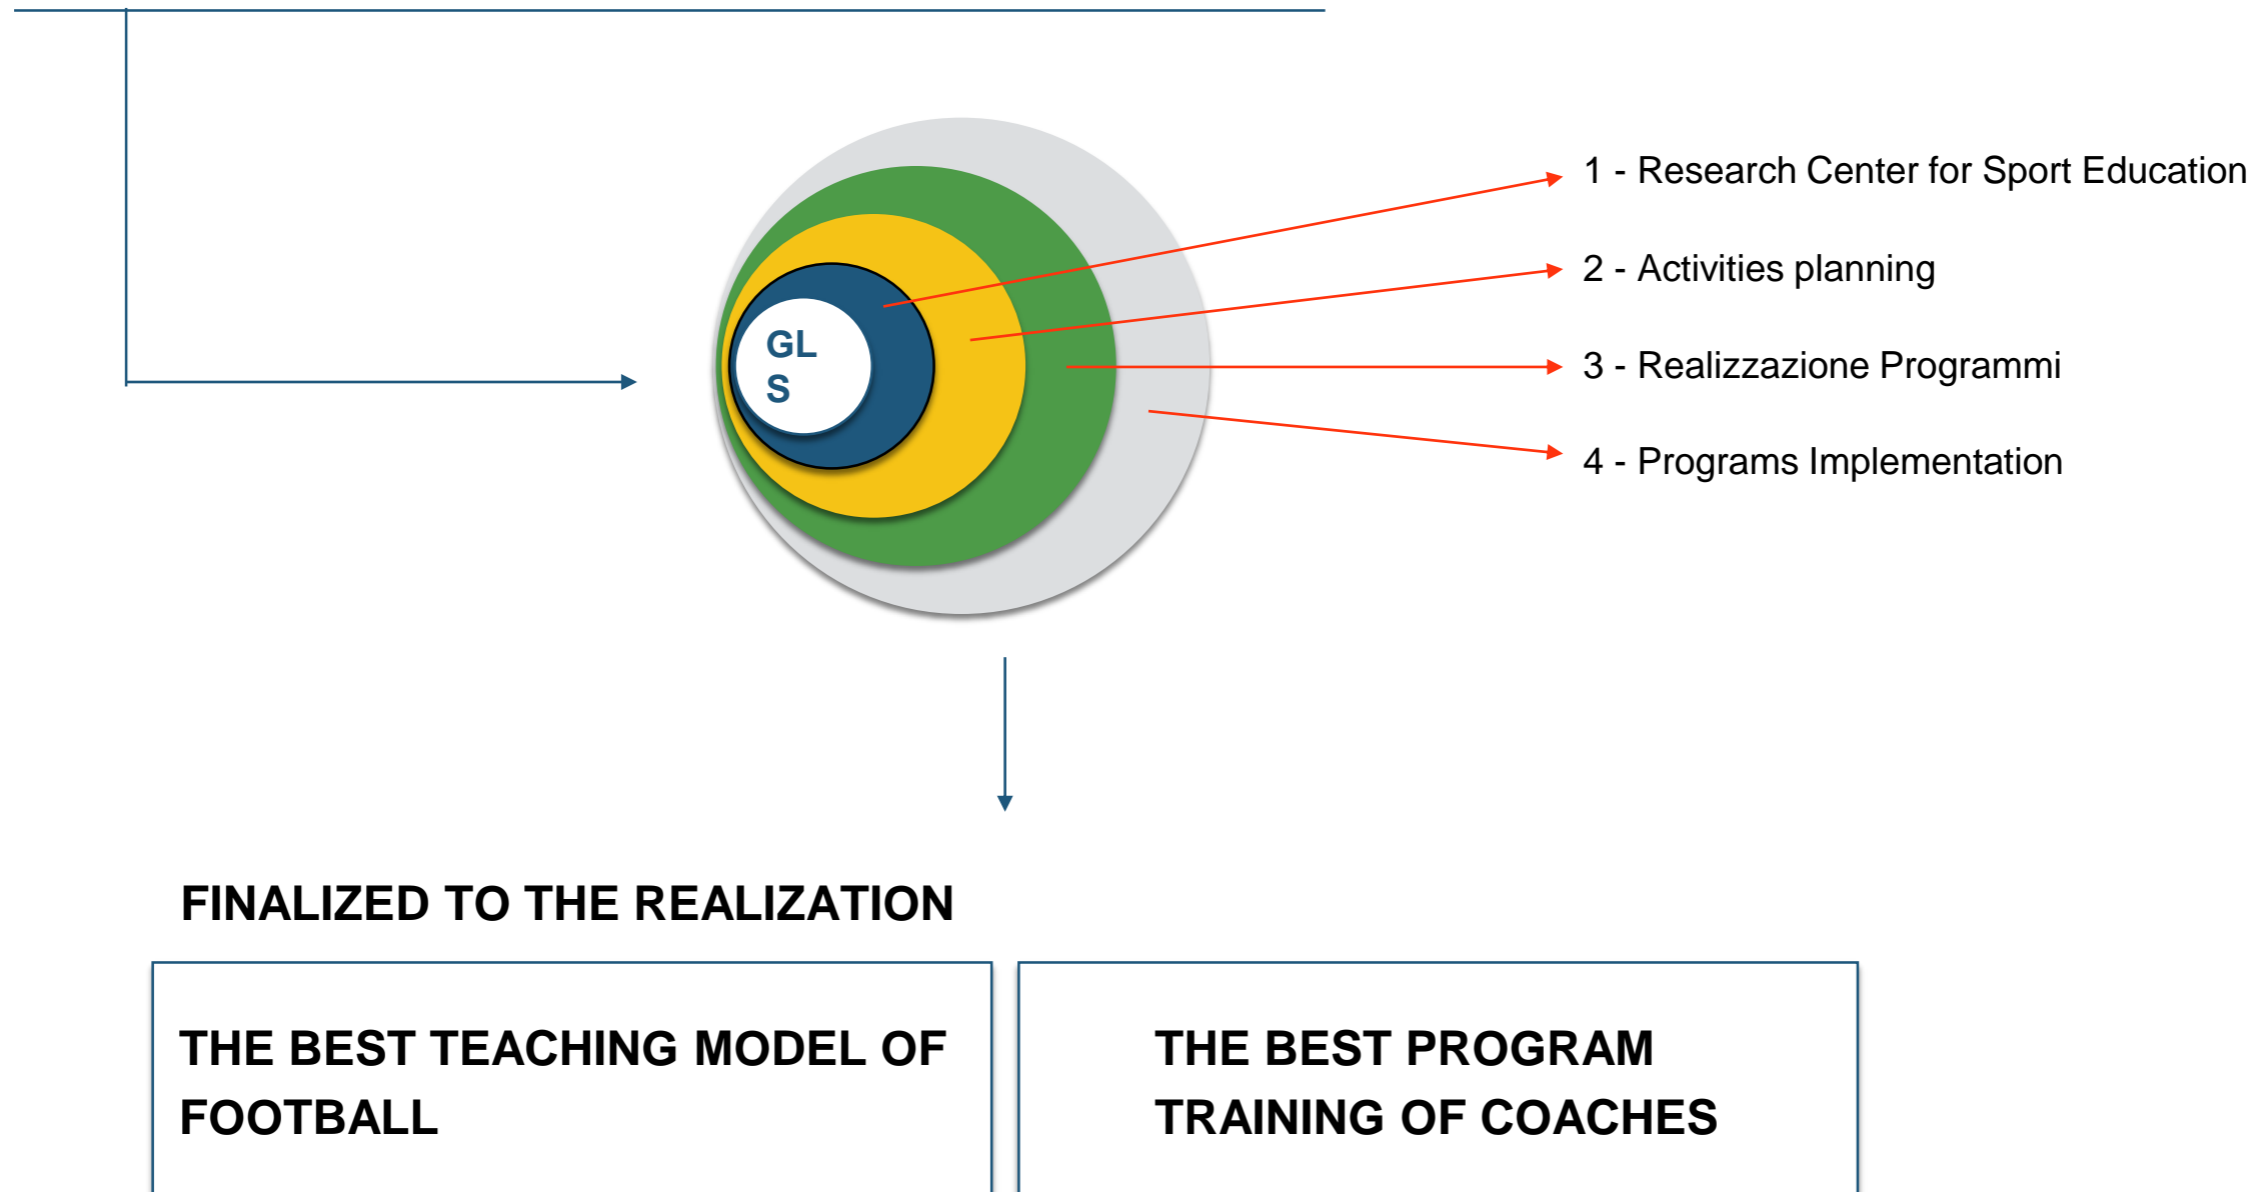 1 - Research Center for Sport Education
2 - Activities planning
GL
S
3 - Realizzazione Programmi
4 - Programs Implementation
FINALIZED TO THE REALIZATION
THE BEST TEACHING MODEL OF
FOOTBALL
THE BEST PROGRAM
TRAINING OF COACHES